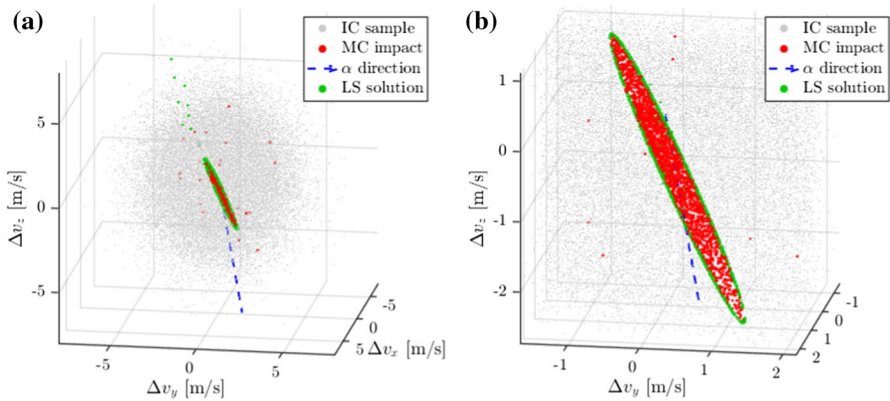 (a)
IC sample
MC impact
α direction
LS solution
Δv_z [m/s]
5
0
-5
-5
0
5
Δv_x [m/s]
-5
5
Δv_y [m/s]
(b)
IC sample
MC impact
α direction
LS solution
Δv_z [m/s]
1
0
-1
-2
-1
0
1
2
-1
0
1
2
Δv_y [m/s]